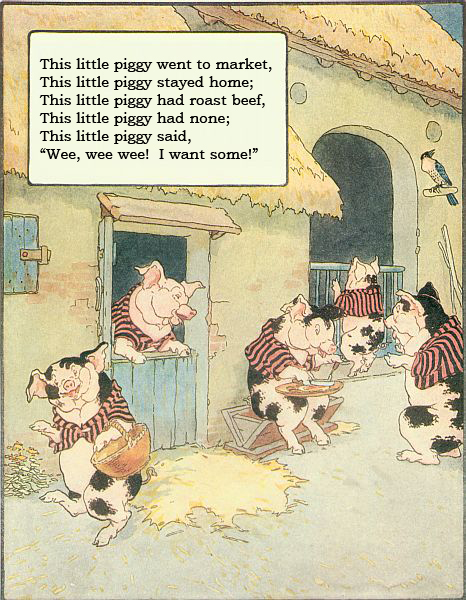 This little piggy went to market,
This little piggy stayed home;
This little piggy had roast beef,
This little piggy had none;
This little piggy said,
“Wee, wee wee!  I want some!”